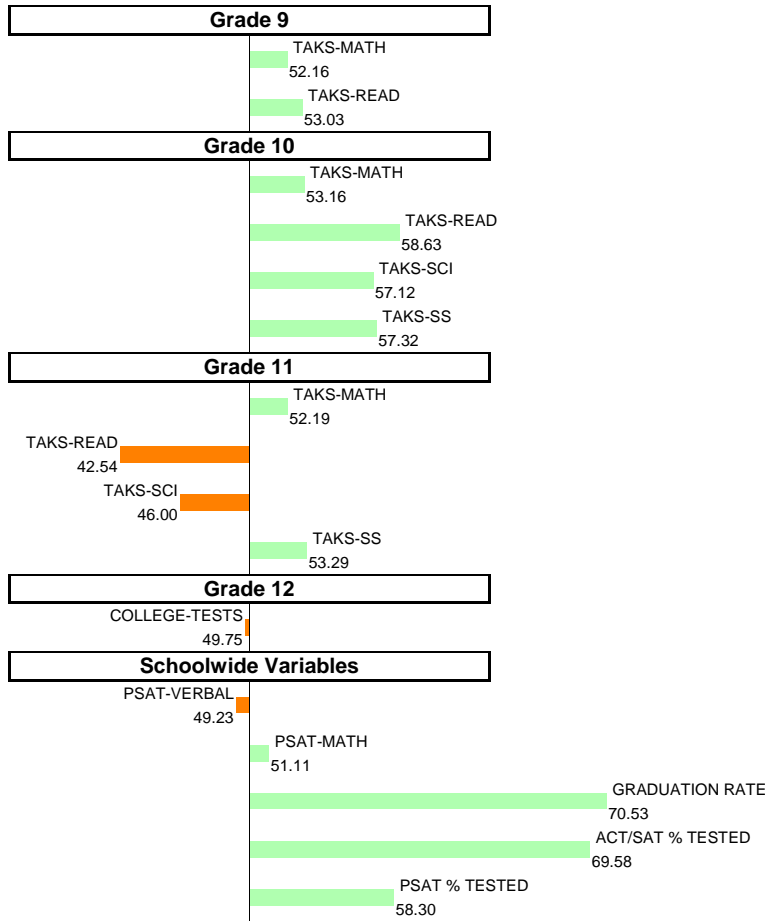 Grade 9
TAKS-MATH
52.16
TAKS-READ
53.03
Grade 10
TAKS-MATH
53.16
TAKS-READ
58.63
TAKS-SCI
57.12
TAKS-SS
57.32
Grade 11
TAKS-MATH
52.19
TAKS-READ
42.54
TAKS-SCI
46.00
TAKS-SS
53.29
Grade 12
COLLEGE-TESTS
49.75
Schoolwide Variables
PSAT-VERBAL
49.23
PSAT-MATH
51.11
GRADUATION RATE
70.53
ACT/SAT % TESTED
69.58
PSAT % TESTED
58.30